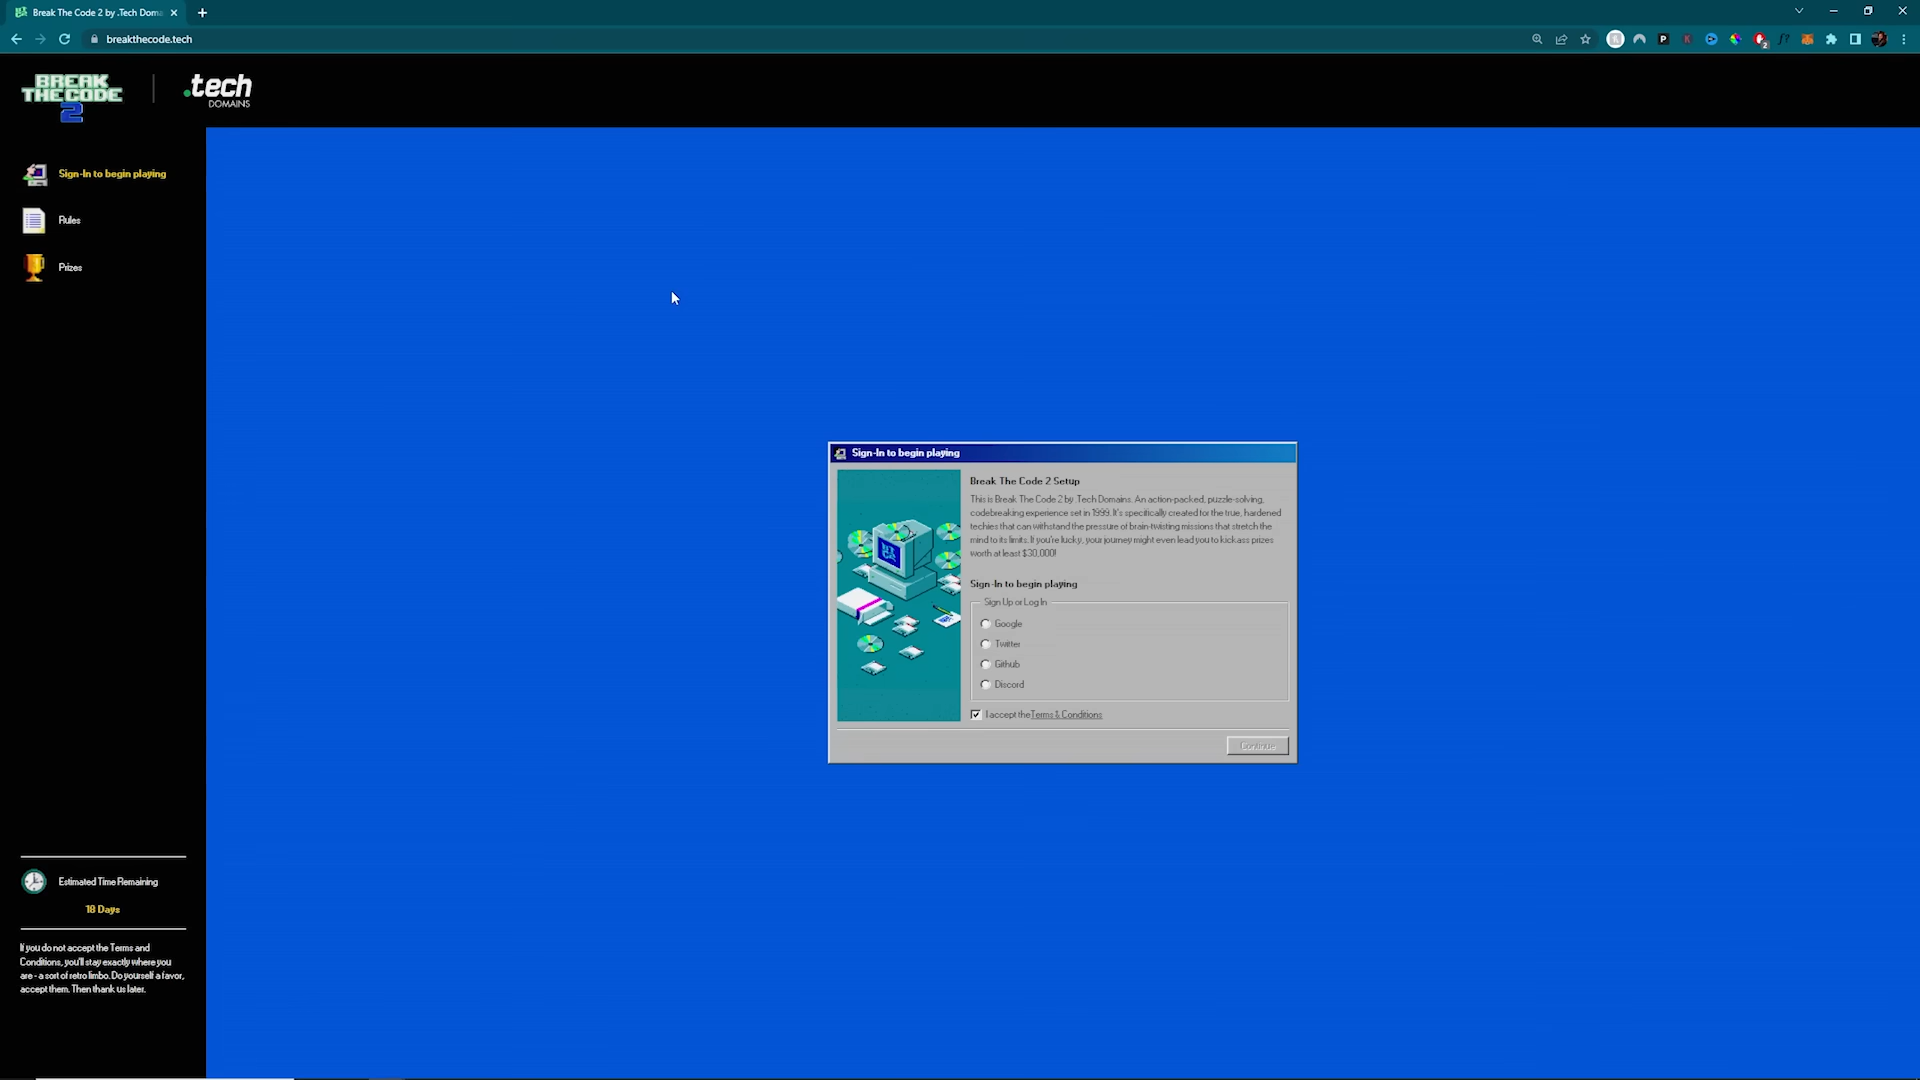 Break The Code 2 by .Tech Doma
breakthecode.tech
BREAK
THE CODE
2
.tech
DOMAINS
Sign-In to begin playing
Rules
Prizes
Sign-In to begin playing
Break The Code 2 Setup
This is Break The Code 2 by .Tech Domains. An action-packed, puzzle-solving,
codebreaking experience set in 1999. It's specifically created for the true, hardened
techies that can withstand the pressure of brain-twisting missions that stretch the
mind to its limits. If you're lucky, your journey might even lead you to kickass prizes
worth at least $30,000!
Sign-In to begin playing
Sign Up or Log In
Google
Twitter
Github
Discord
I accept the Terms & Conditions
Continue
Estimated Time Remaining
18 Days
If you do not accept the Terms and
Conditions, you'll stay exactly where you
are - a sort of retro limbo. Do yourself a favor,
accept them. Then thank us later.